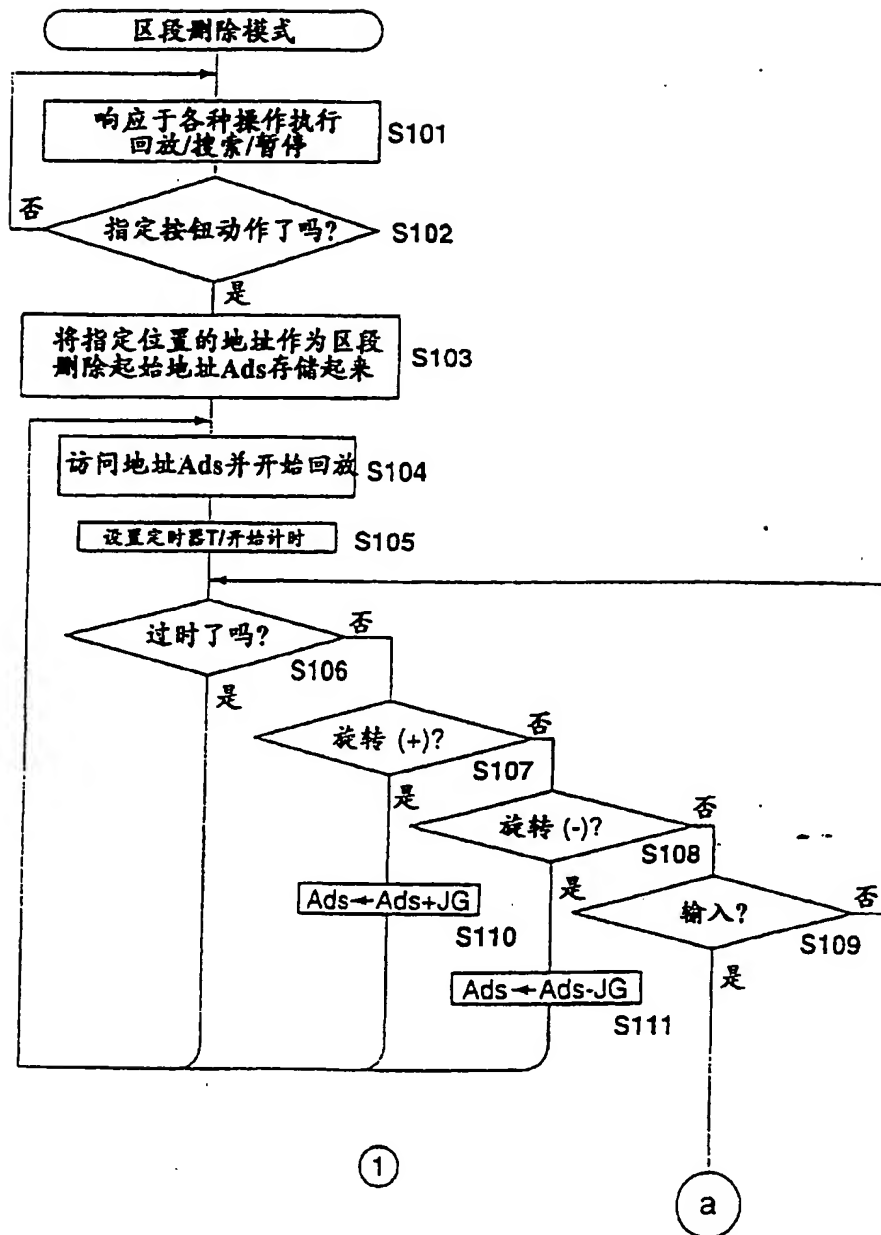 区段删除模式
响应于各种操作执行
回放/搜索/暂停
S101
否
指定按钮动作了吗?
S102
是
将指定位置的地址作为区段
删除起始地址Ads存储起来
S103
访问地址Ads并开始回放
S104
设置定时器T/开始计时
S105
过时了吗?
否
S106
是
旋转 (+)?
否
S107
是
旋转 (-)?
否
S108
是
输入?
否
S109
是
Ads←Ads+JG
S110
Ads←Ads-JG
S111
1
a